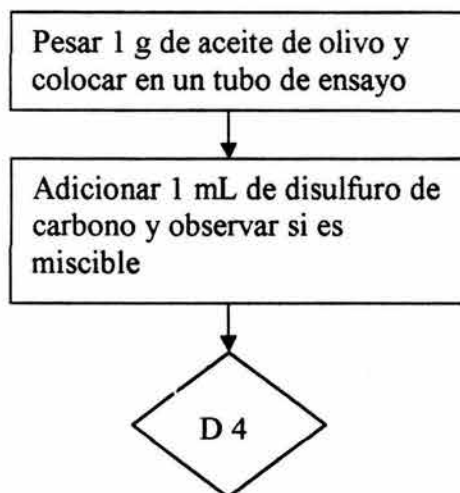 Pesar 1 g de aceite de olivo y
colocar en un tubo de ensayo
Adicionar 1 mL de disulfuro de
carbono y observar si es
miscible
D 4